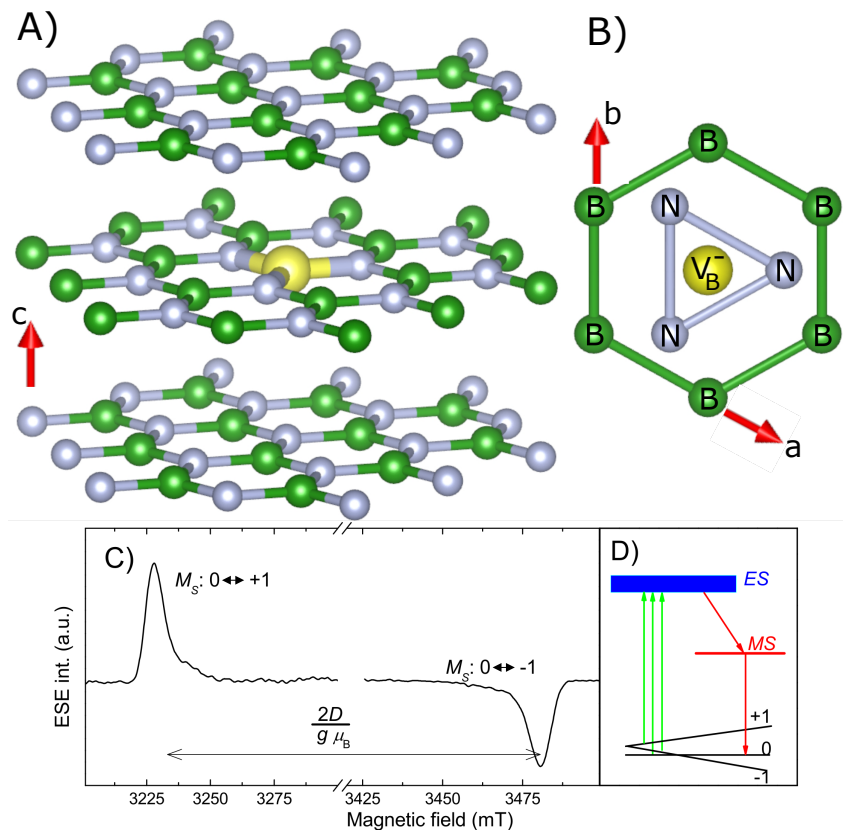 A)
B)
c
b
B
B
B
N
N
V_B^-
N
B
B
B
a
C)
M_S: 0 ↔ +1
M_S: 0 ↔ -1
2D
g μ_B
ESE int. (a.u.)
3225 3250 3275 3425 3450 3475
Magnetic field (mT)
D)
ES
MS
+1
0
-1